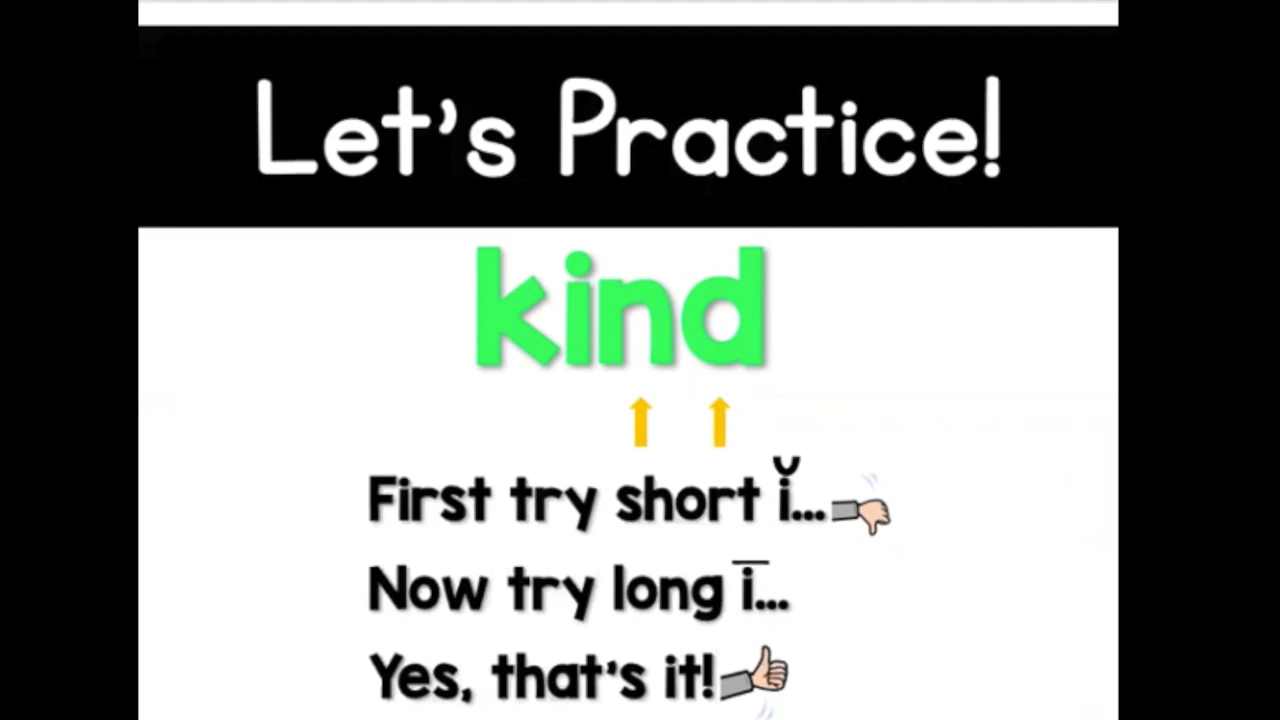 Let's Practice!
kind
First try short ĭ...
Now try long ī...
Yes, that's it!